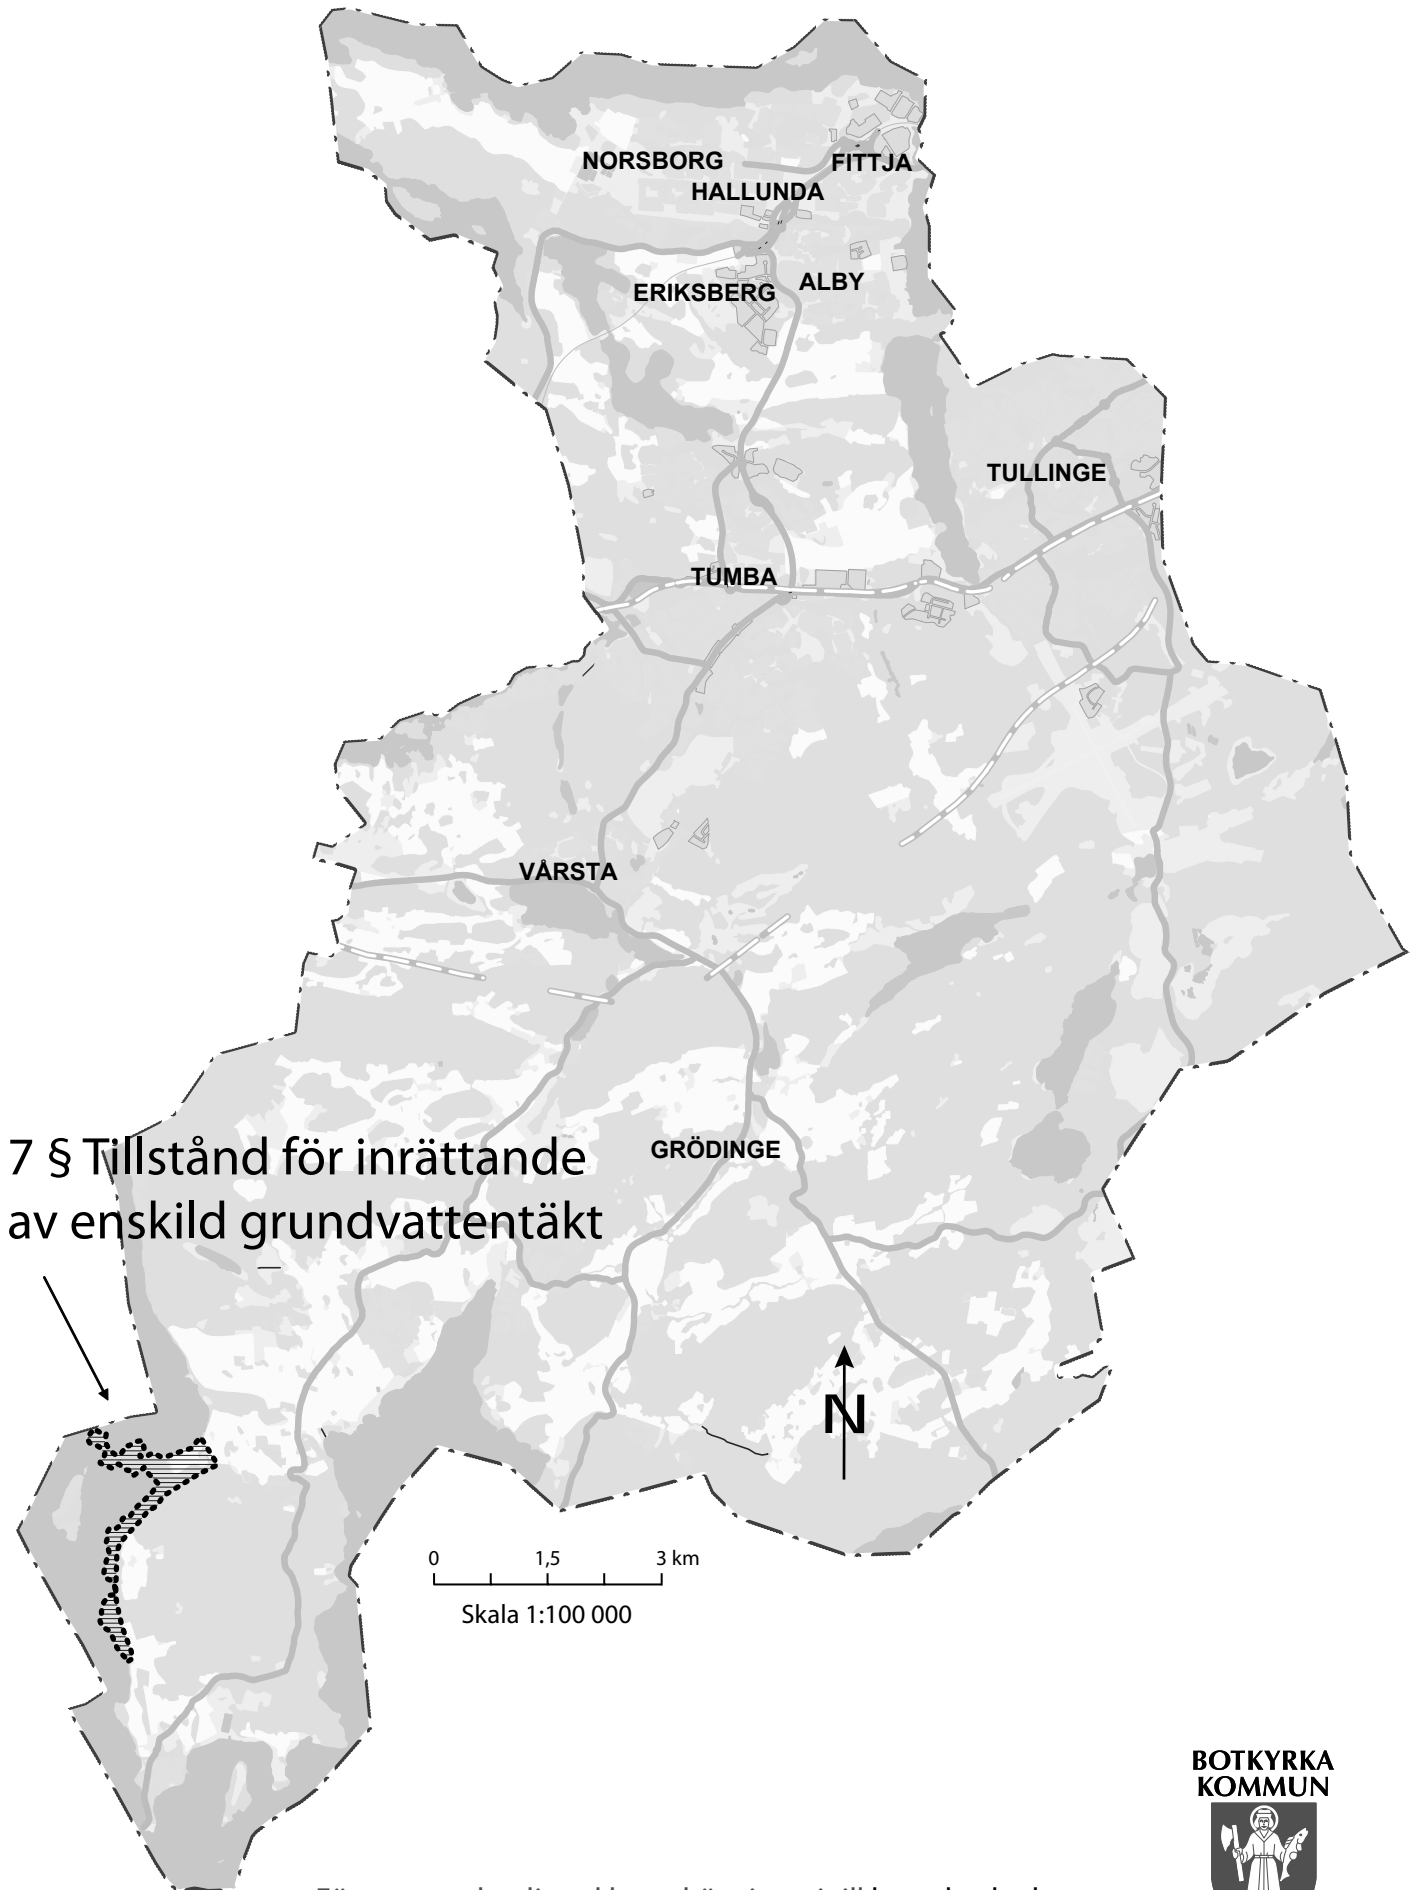 NORSBORG
FITTJA
HALLUNDA
ALBY
ERIKSBERG
TULLINGE
TUMBA
VÅRSTA
7 § Tillstånd för inrättande
av enskild grundvattentäkt
GRÖDINGE
N
0 1,5 3 km
Skala 1:100 000
BOTKYRKA
KOMMUN